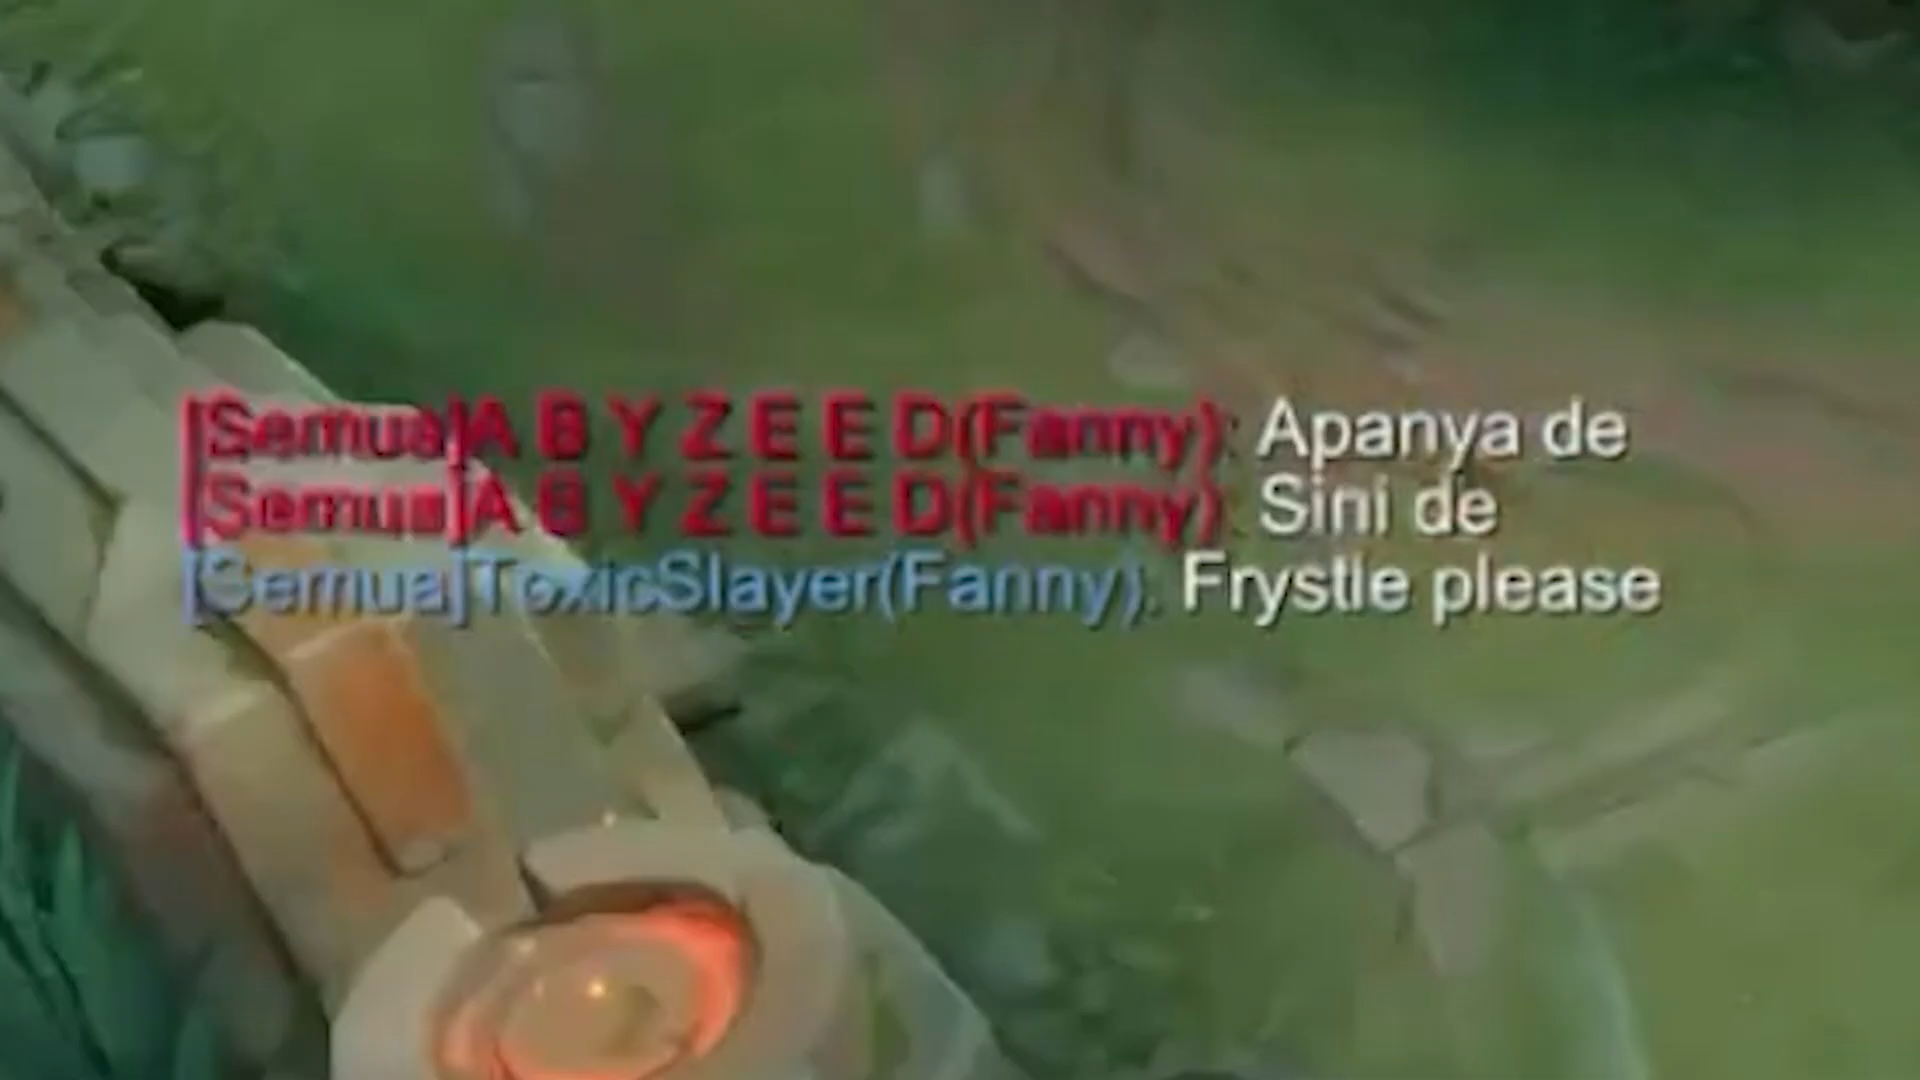 [Semua]A B Y Z E E D(Fanny): Apanya de
[Semua]A B Y Z E E D(Fanny): Sini de
[Semua]ToxicSlayer(Fanny): Frystle please